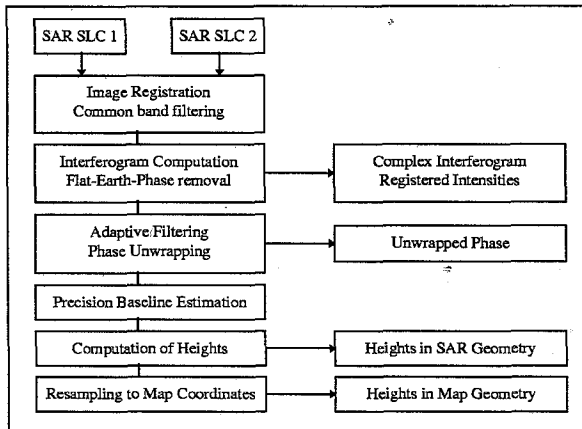 SAR SLC 1
SAR SLC 2
Image Registration
Common band filtering
Interferogram Computation
Flat-Earth-Phase removal
Complex Interferogram
Registered Intensities
Adaptive/Filtering
Phase Unwrapping
Unwrapped Phase
Precision Baseline Estimation
Computation of Heights
Heights in SAR Geometry
Resampling to Map Coordinates
Heights in Map Geometry